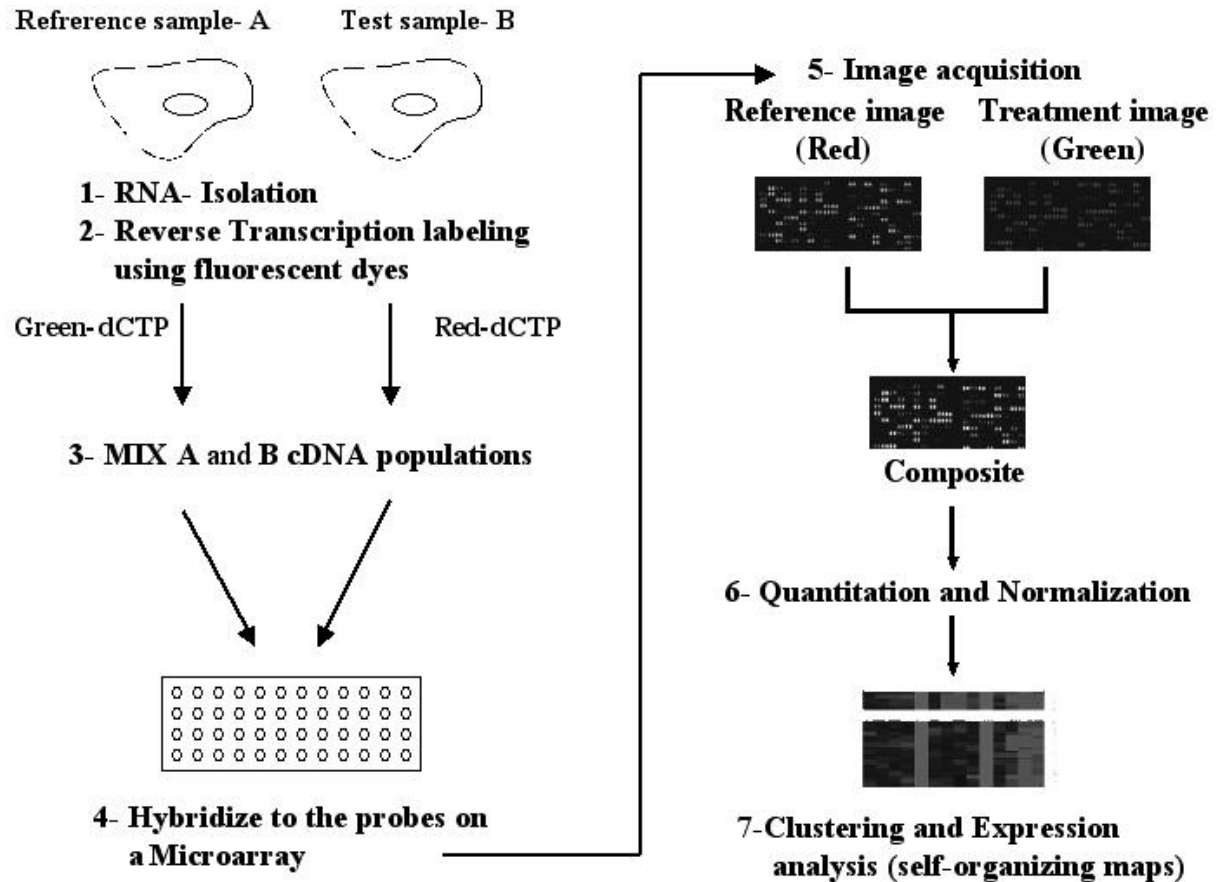 Refrerence sample- A
Test sample- B
1- RNA- Isolation
2- Reverse Transcription labeling
using fluorescent dyes
Green-dCTP
Red-dCTP
3- MIX A and B cDNA populations
4- Hybridize to the probes on
a Microarray
5- Image acquisition
Reference image
(Red)
Treatment image
(Green)
Composite
6- Quantitation and Normalization
7-Clustering and Expression
analysis (self-organizing maps)